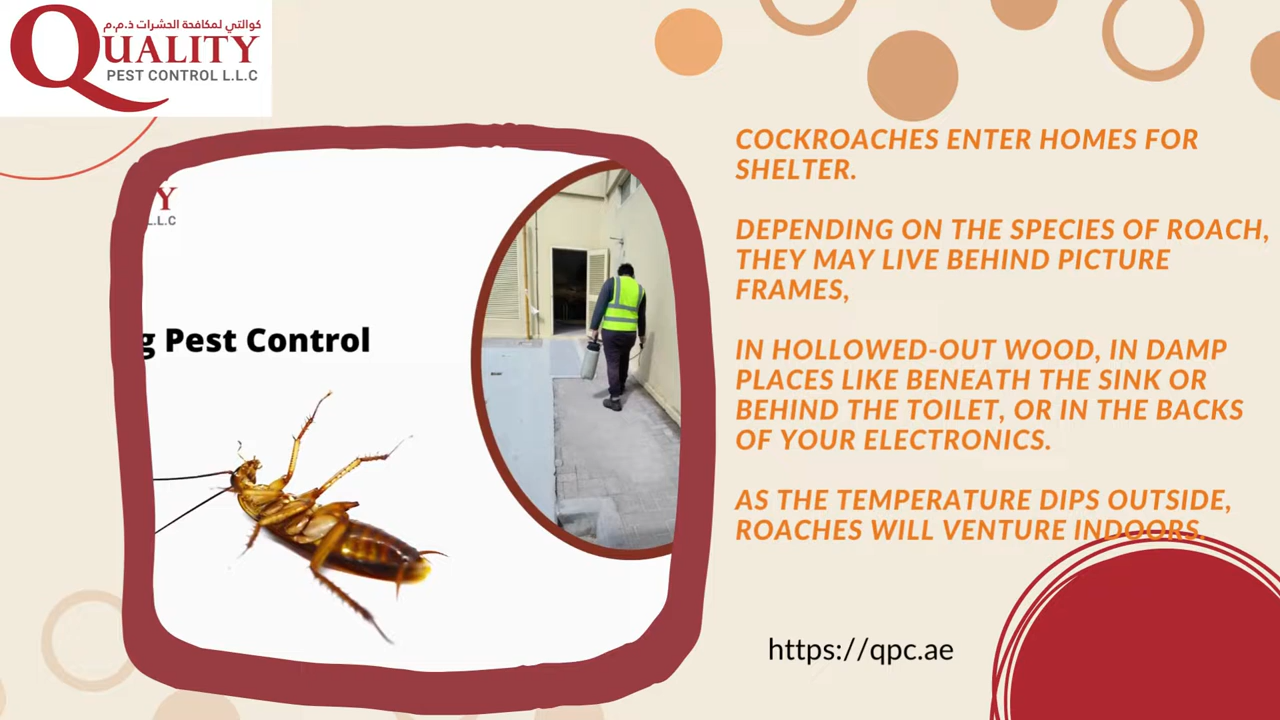 كوالتي لمكافحة الحشرات ذ.م.م
QUALITY
PEST CONTROL L.L.C
Y
L.L.C
g Pest Control
COCKROACHES ENTER HOMES FOR
SHELTER.
DEPENDING ON THE SPECIES OF ROACH,
THEY MAY LIVE BEHIND PICTURE
FRAMES,
IN HOLLOWED-OUT WOOD, IN DAMP
PLACES LIKE BENEATH THE SINK OR
BEHIND THE TOILET, OR IN THE BACKS
OF YOUR ELECTRONICS.
AS THE TEMPERATURE DIPS OUTSIDE,
ROACHES WILL VENTURE INDOORS.
https://qpc.ae